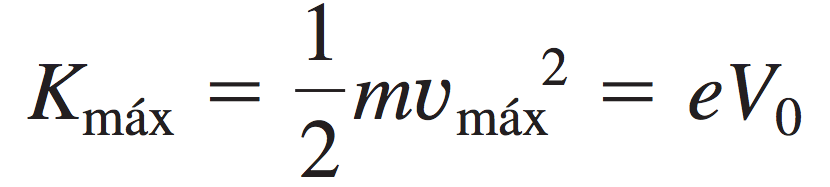 K_máx = 1/2 mv_máx² = eV₀